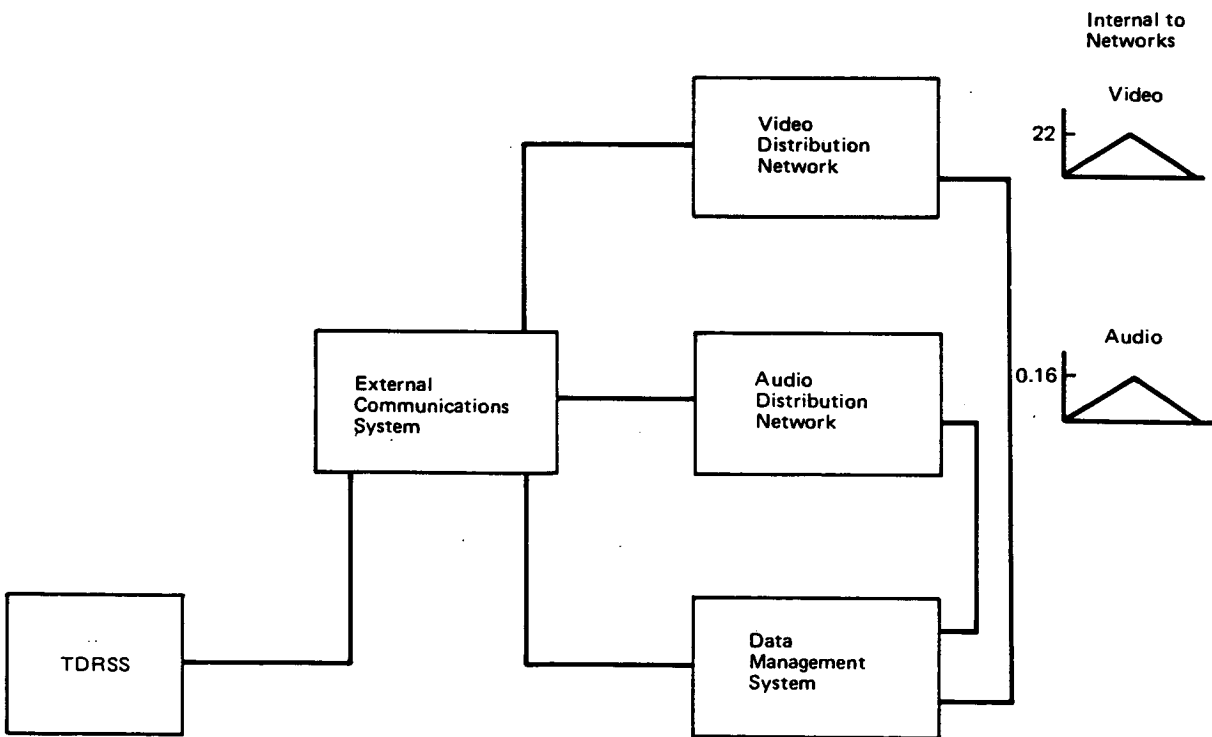 Internal to
Networks
Video
22
Video
Distribution
Network
Audio
0.16
External
Communications
System
Audio
Distribution
Network
TDRSS
Data
Management
System